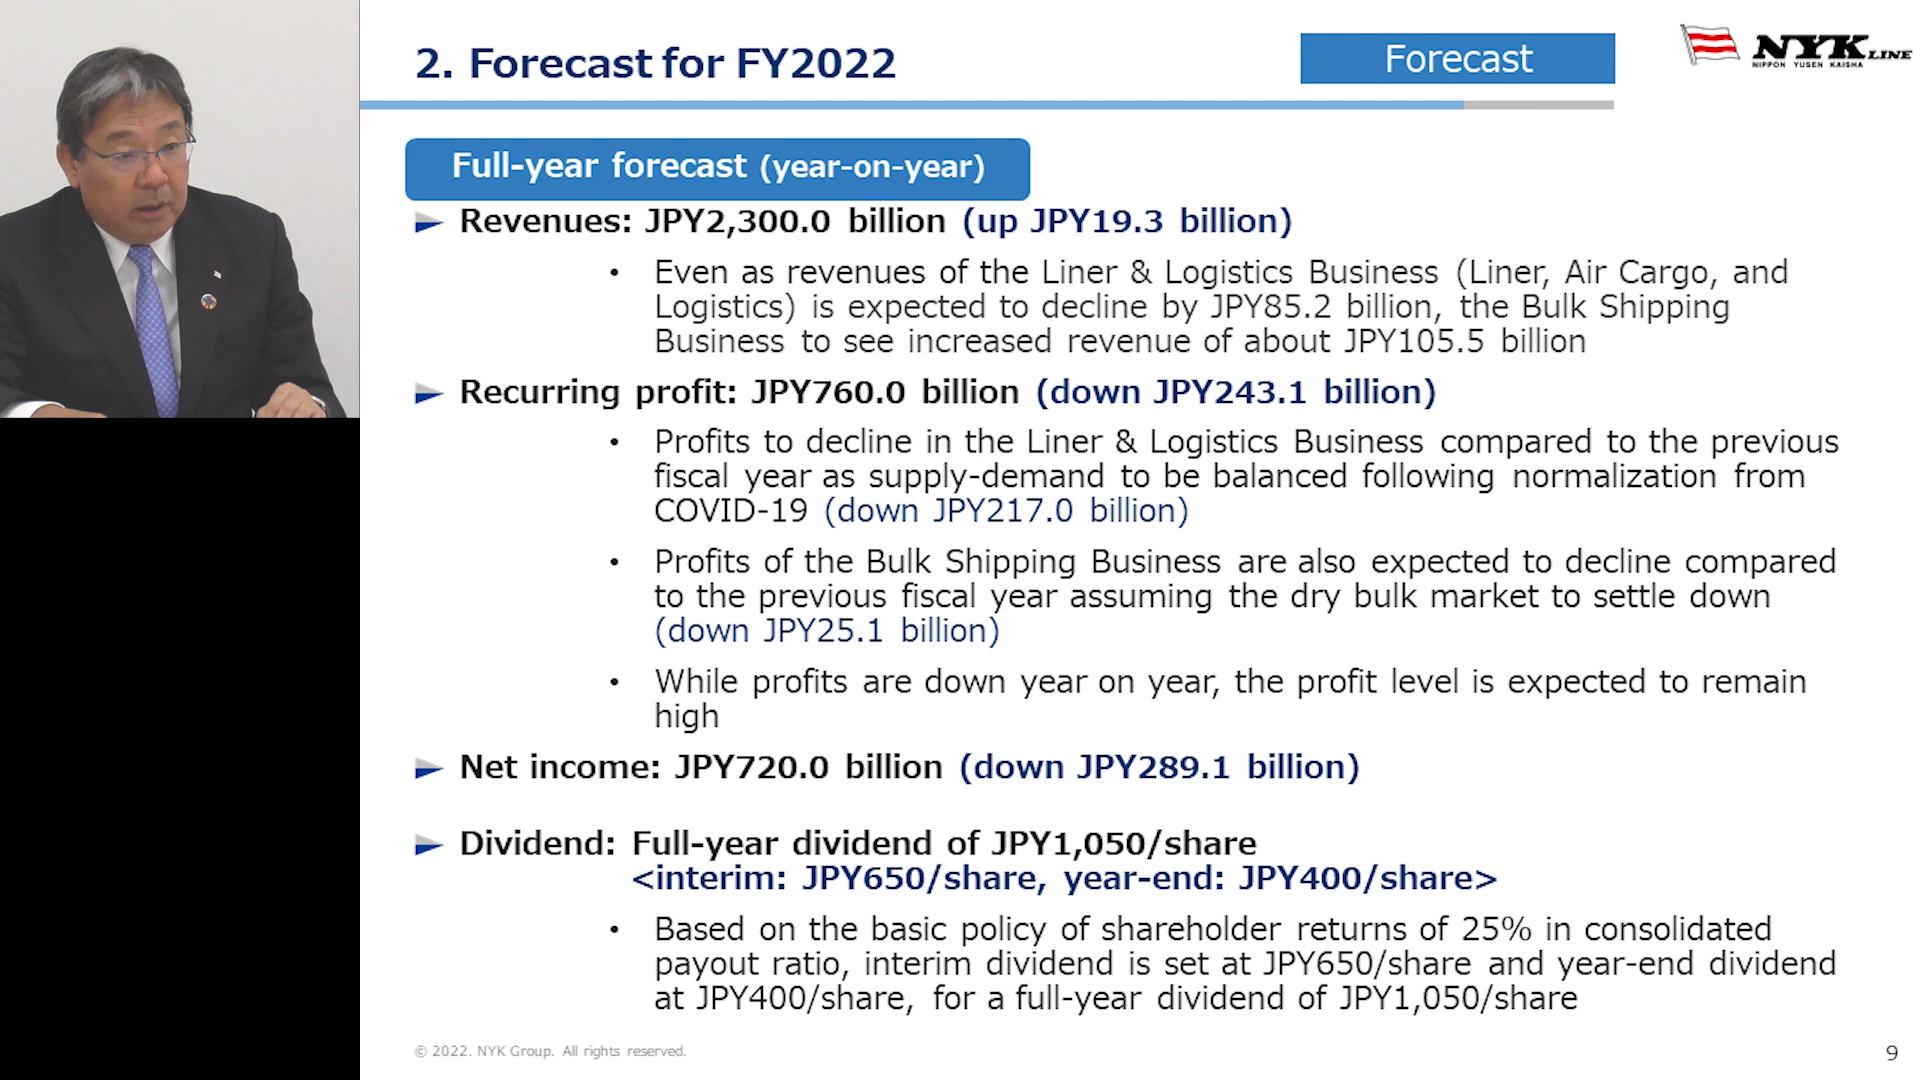 2. Forecast for FY2022
Forecast
NYK LINE
NIPPON YUSEN KAISHA
Full-year forecast (year-on-year)
Revenues: JPY2,300.0 billion (up JPY19.3 billion)
• Even as revenues of the Liner & Logistics Business (Liner, Air Cargo, and
Logistics) is expected to decline by JPY85.2 billion, the Bulk Shipping
Business to see increased revenue of about JPY105.5 billion
Recurring profit: JPY760.0 billion (down JPY243.1 billion)
• Profits to decline in the Liner & Logistics Business compared to the previous
fiscal year as supply-demand to be balanced following normalization from
COVID-19 (down JPY217.0 billion)
• Profits of the Bulk Shipping Business are also expected to decline compared
to the previous fiscal year assuming the dry bulk market to settle down
(down JPY25.1 billion)
• While profits are down year on year, the profit level is expected to remain
high
Net income: JPY720.0 billion (down JPY289.1 billion)
Dividend: Full-year dividend of JPY1,050/share
<interim: JPY650/share, year-end: JPY400/share>
• Based on the basic policy of shareholder returns of 25% in consolidated
payout ratio, interim dividend is set at JPY650/share and year-end dividend
at JPY400/share, for a full-year dividend of JPY1,050/share
© 2022. NYK Group. All rights reserved.
9